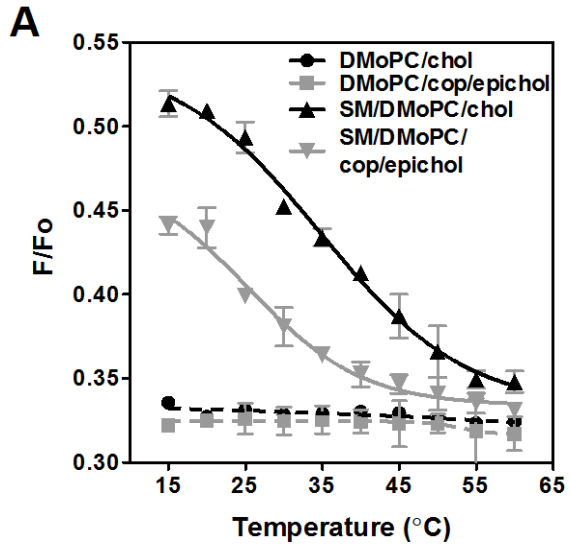 A
0.55
0.50
0.45
0.40
0.35
0.30
F/Fo
DMoPC/chol
DMoPC/cop/epichol
SM/DMoPC/chol
SM/DMoPC/
cop/epichol
15 25 35 45 55 65
Temperature (°C)